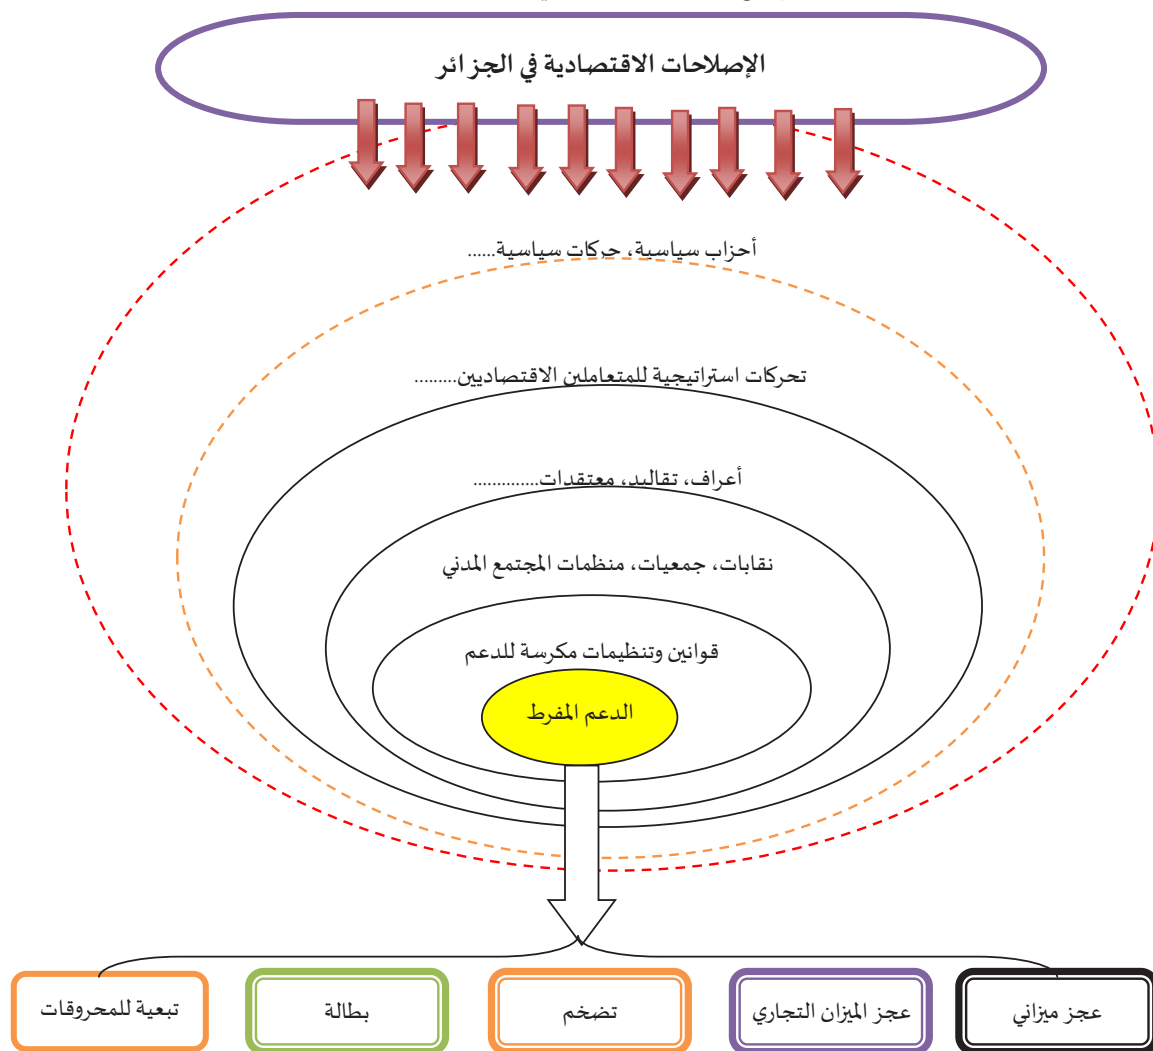 الإصلاحات الاقتصادية في الجزائر
أحزاب سياسية، حركات سياسية......
تحركات استراتيجية للمتعاملين الاقتصاديين.........
أعراف، تقاليد، معتقدات..............
نقابات، جمعيات، منظمات المجتمع المدني
قوانين وتنظيمات مكرسة للدعم
الدعم المفرط
عجز ميزاني
عجز الميزان التجاري
تضخم
بطالة
تبعية للمحروقات